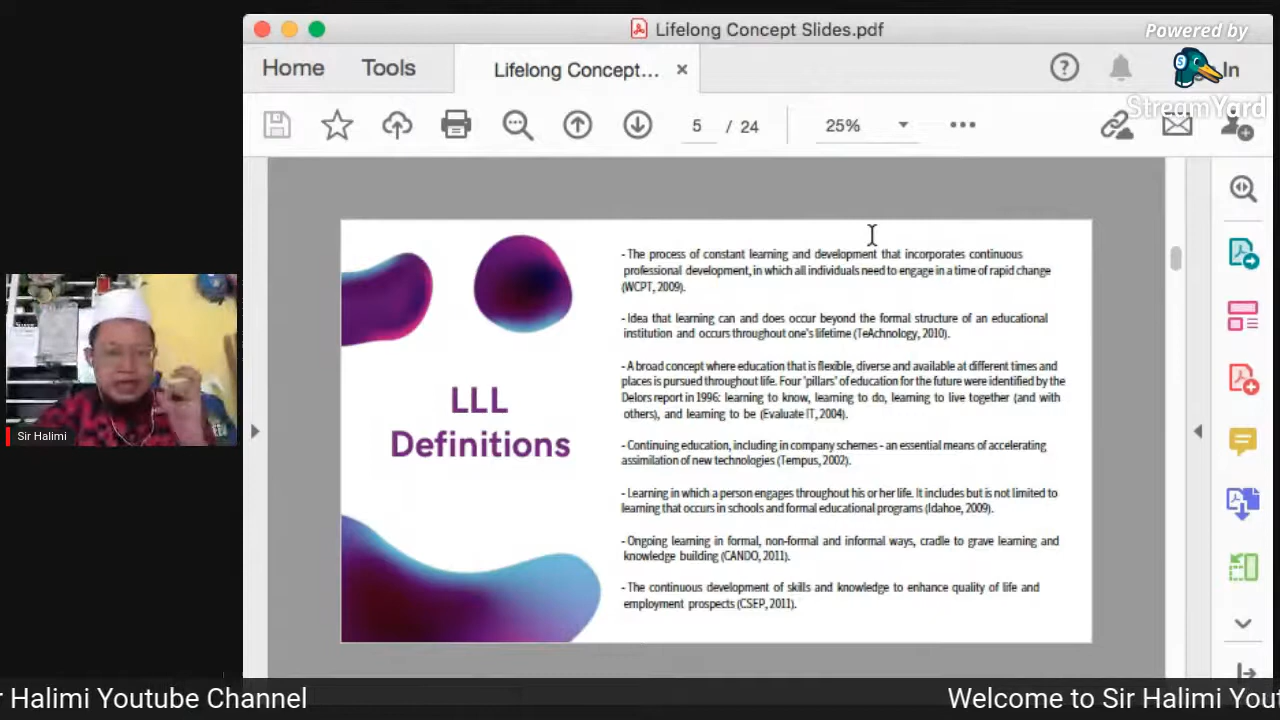 Lifelong Concept Slides.pdf
Powered by
Home
Tools
Lifelong Concept...
In
StreamYard
5 / 24
25%
- The process of constant learning and development that incorporates continuous
professional development, in which all individuals need to engage in a time of rapid change
(WCPT, 2009).
- Idea that learning can and does occur beyond the formal structure of an educational
institution and occurs throughout one's lifetime (TeAchnology, 2010).
- A broad concept where education that is flexible, diverse and available at different times and
places is pursued throughout life. Four 'pillars' of education for the future were identified by the
Delors report in 1996: learning to know, learning to do, learning to live together (and with
others), and learning to be (Evaluate IT, 2004).
LLL
Definitions
- Continuing education, including in company schemes - an essential means of accelerating
assimilation of new technologies (Tempus, 2002).
- Learning in which a person engages throughout his or her life. It includes but is not limited to
learning that occurs in schools and formal educational programs (Idahoe, 2009).
- Ongoing learning in formal, non-formal and informal ways, cradle to grave learning and
knowledge building (CANDO, 2011).
- The continuous development of skills and knowledge to enhance quality of life and
employment prospects (CSEP, 2011).
Sir Halimi
r Halimi Youtube Channel
Welcome to Sir Halimi Yout